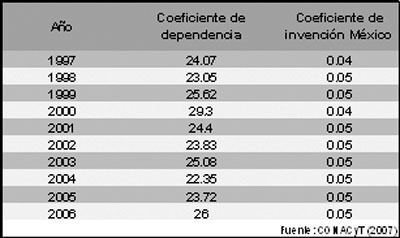 Año Coeficiente de dependencia Coeficiente de invención México
1997 24.07 0.04
1998 23.05 0.05
1999 25.62 0.05
2000 29.3 0.04
2001 24.4 0.05
2002 23.83 0.05
2003 25.08 0.05
2004 22.35 0.05
2005 23.72 0.05
2006 26 0.05
fuente: CONACyT (2007)